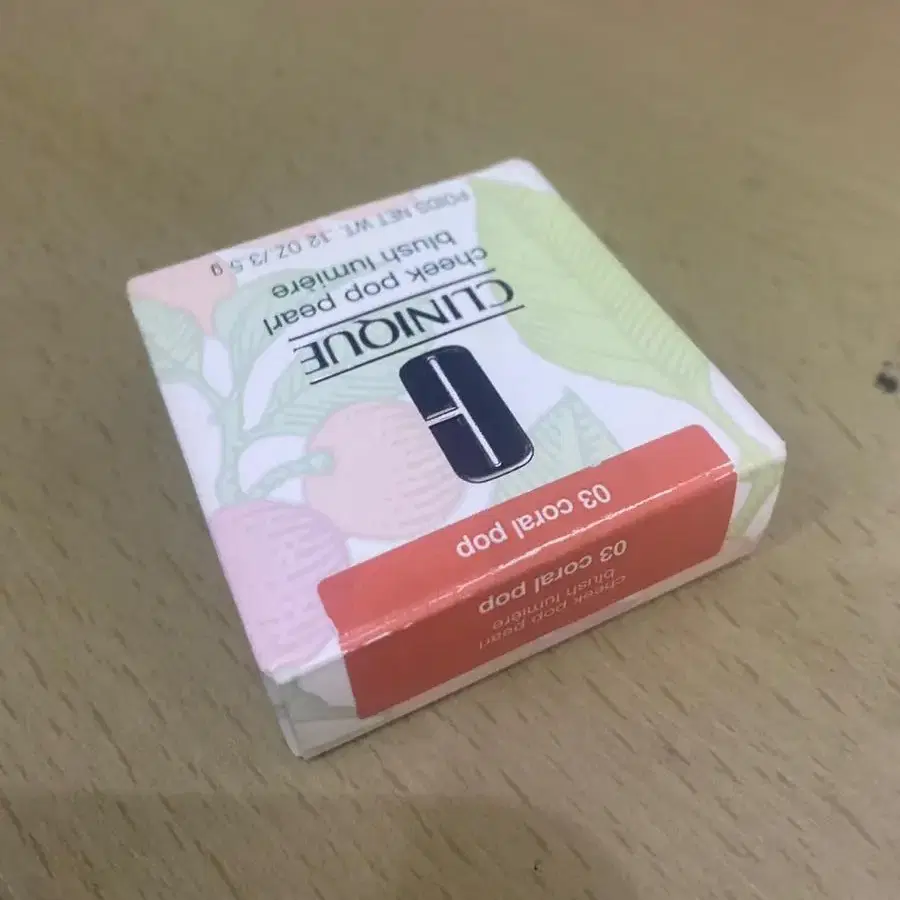 CLINIQUE
cheek pop pearl
blush lumière
POIDS NET WT. .12 OZ /3.5 g
03 coral pop
03 coral pop
cheek pop pearl
blush lumière